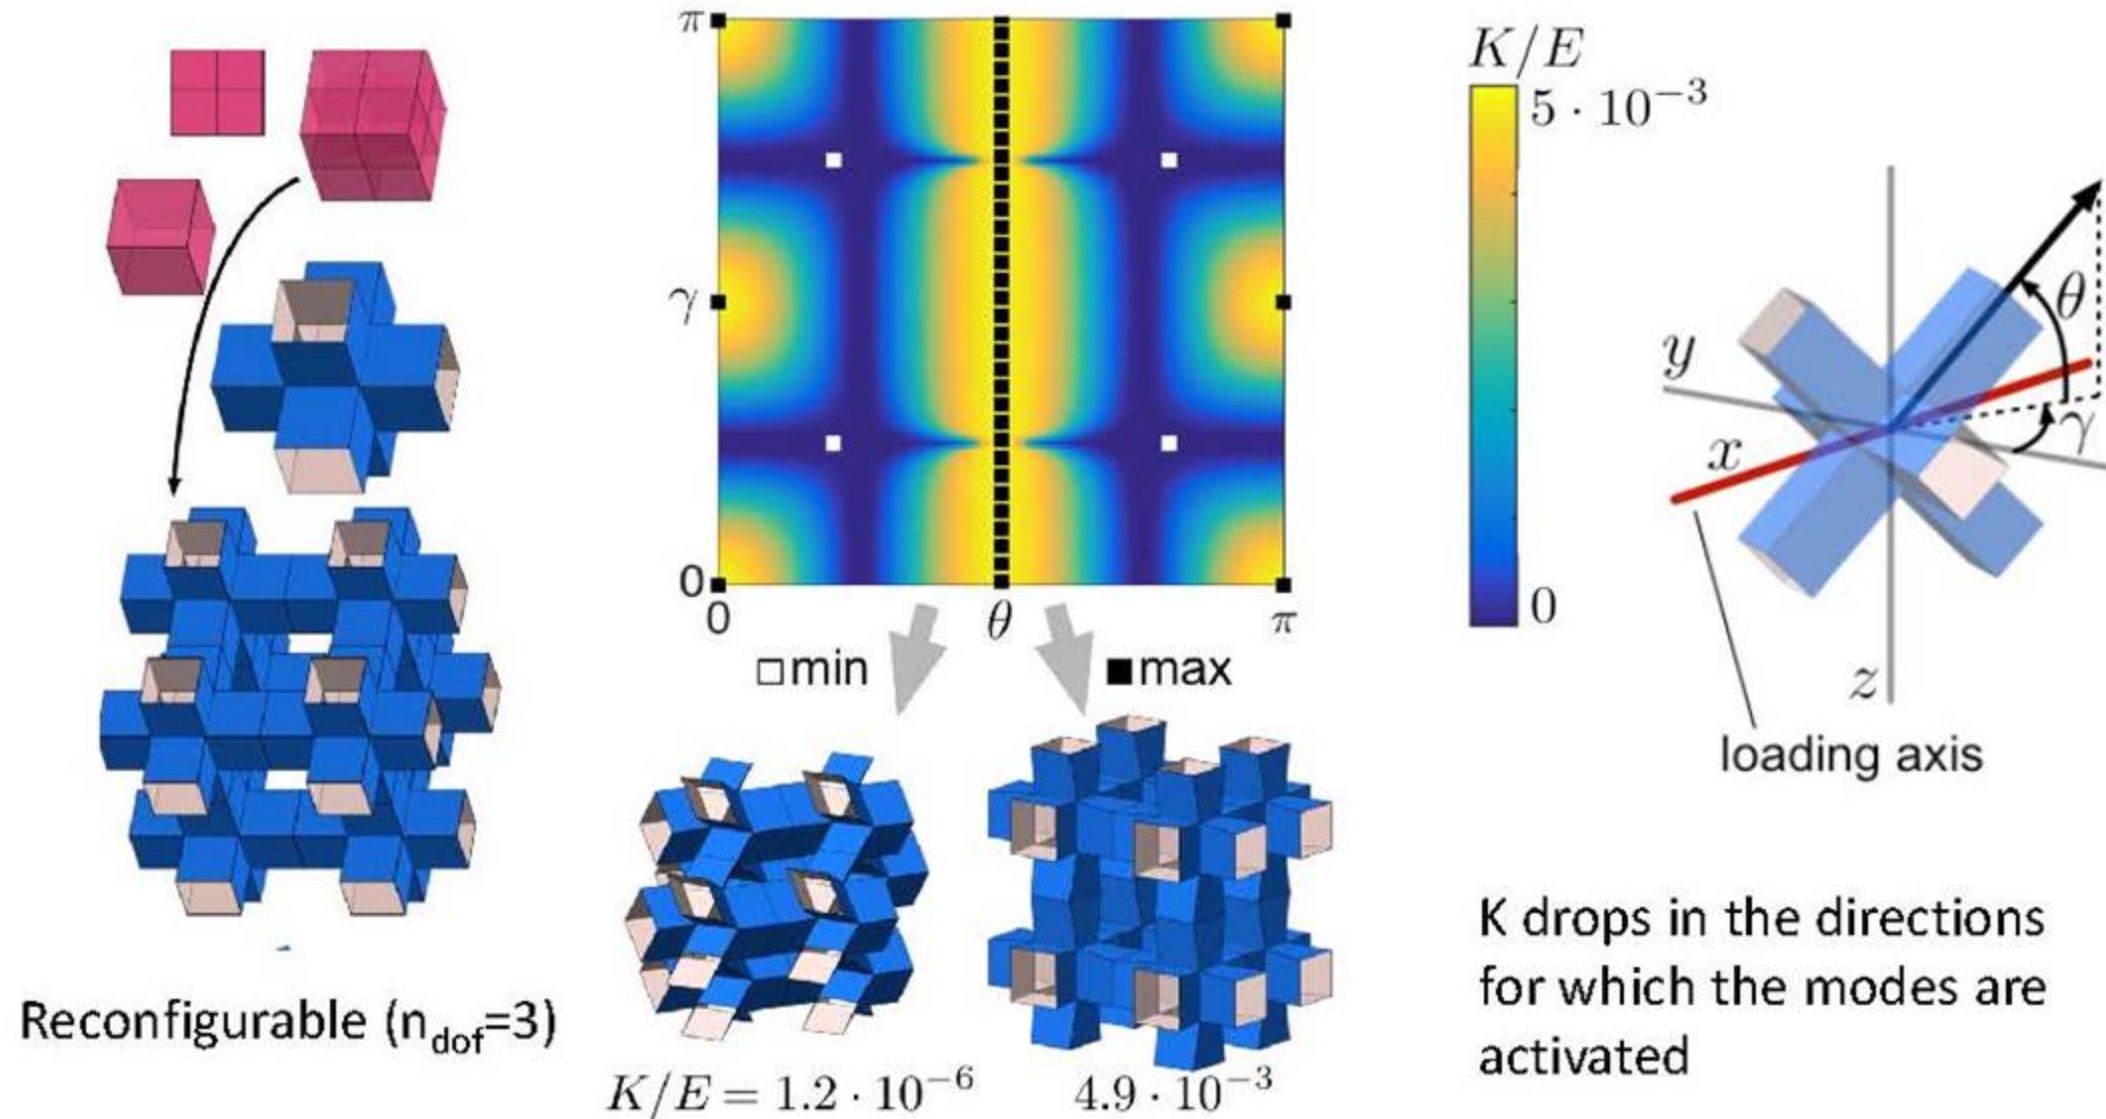 Reconfigurable (n_dof=3)
π
γ
0
0
θ
π
□min
■max
K/E = 1.2 · 10⁻⁶
4.9 · 10⁻³
K/E
5 · 10⁻³
0
θ
y
γ
x
z
loading axis
K drops in the directions
for which the modes are
activated